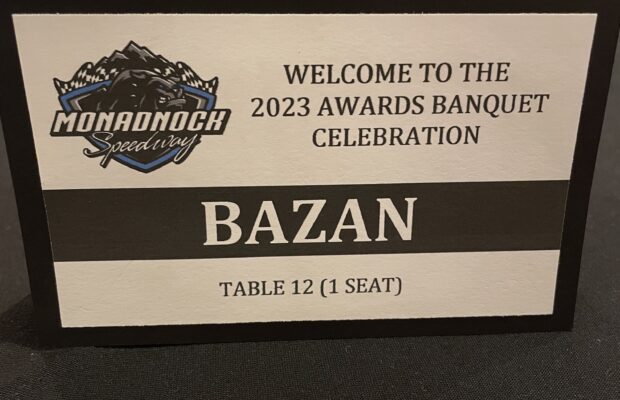 MONADNOCK
Speedway
WELCOME TO THE
2023 AWARDS BANQUET
CELEBRATION
BAZAN
TABLE 12 (1 SEAT)